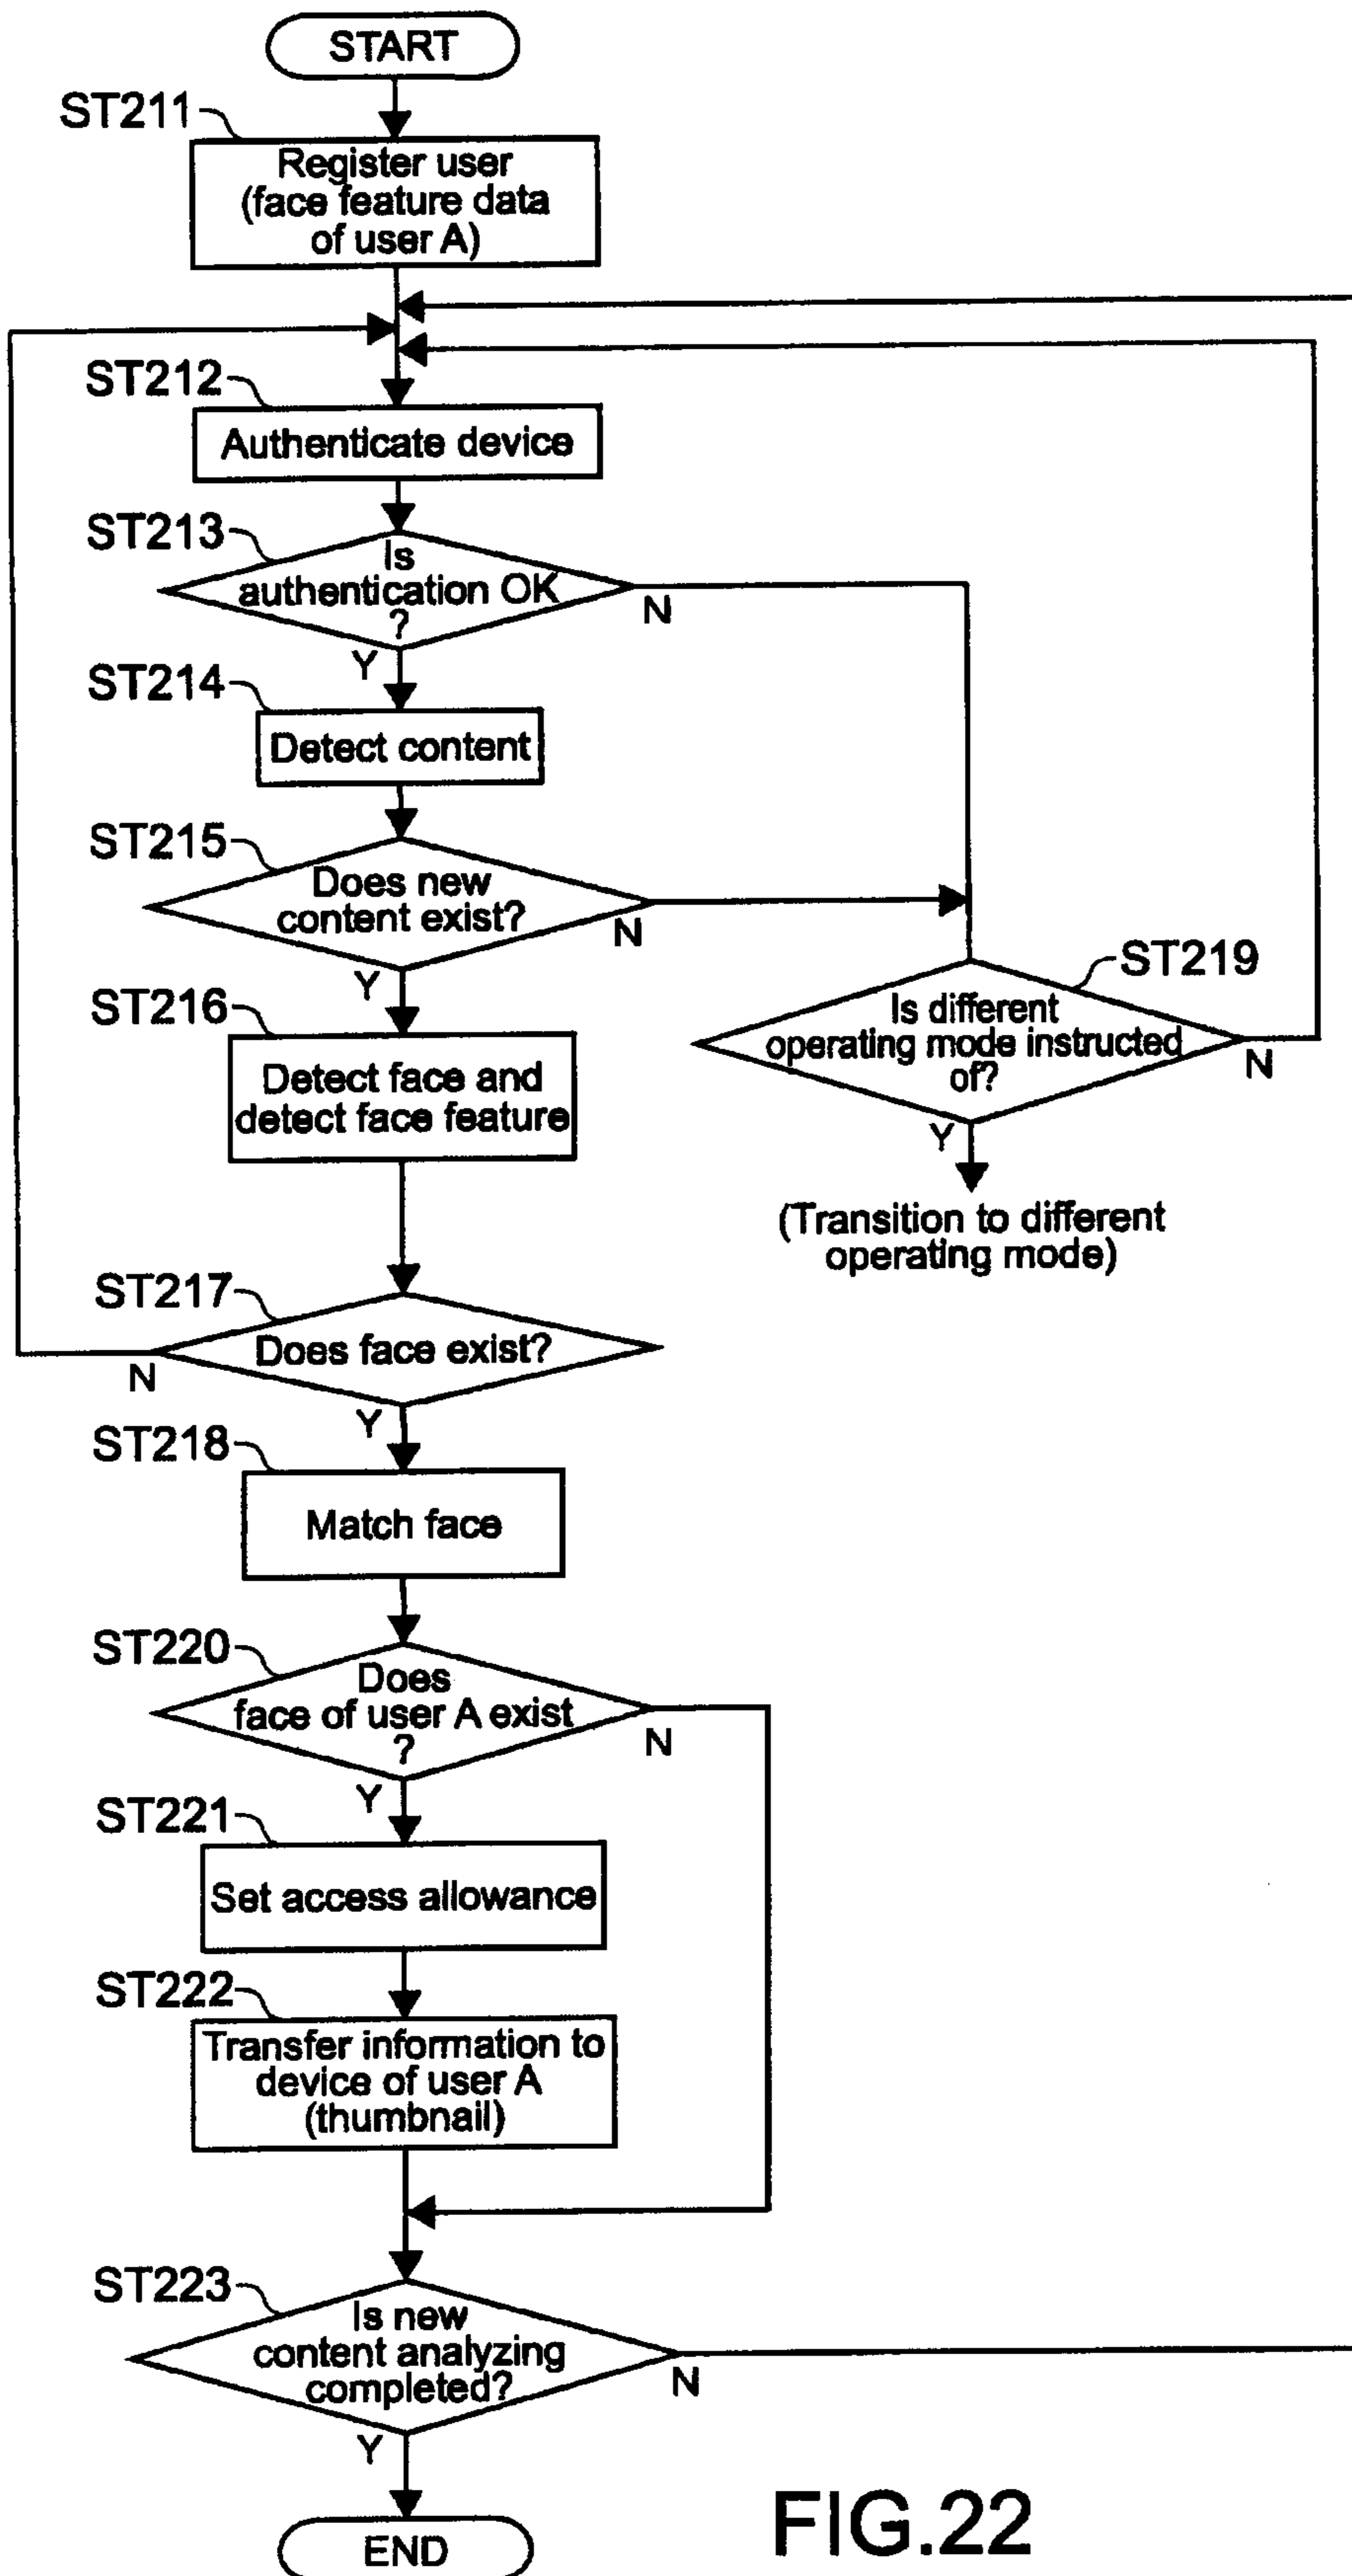 START
ST211
Register user
(face feature data
of user A)
ST212
Authenticate device
ST213
Is
authentication OK
?
N
Y
ST214
Detect content
ST215
Does new
content exist?
N
Y
ST219
Is different
operating mode instructed
of?
N
Y
(Transition to different
operating mode)
ST216
Detect face and
detect face feature
ST217
Does face exist?
N
Y
ST218
Match face
ST220
Does
face of user A exist
?
N
Y
ST221
Set access allowance
ST222
Transfer information to
device of user A
(thumbnail)
ST223
Is new
content analyzing
completed?
N
Y
END
FIG.22